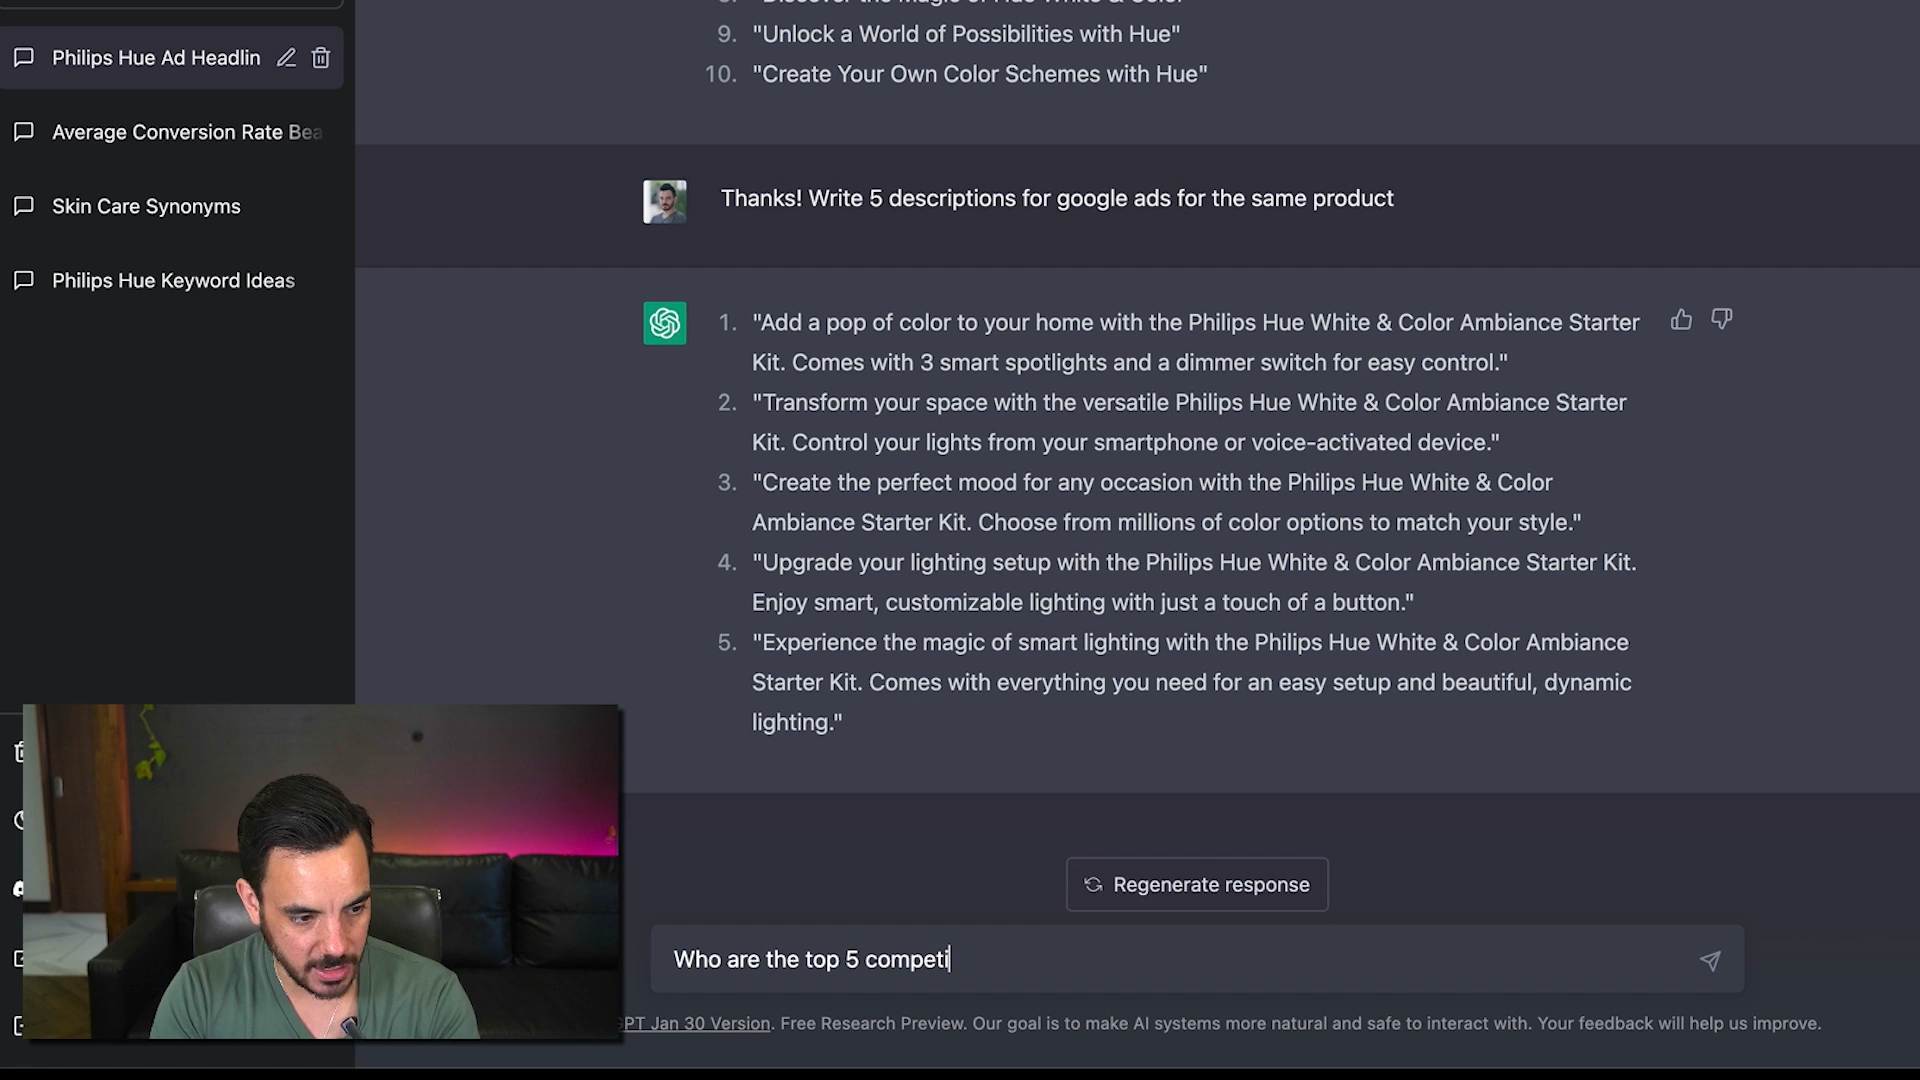 Philips Hue Ad Headlin
Average Conversion Rate Bea
Skin Care Synonyms
Philips Hue Keyword Ideas
9. "Unlock a World of Possibilities with Hue"
10. "Create Your Own Color Schemes with Hue"
Thanks! Write 5 descriptions for google ads for the same product
1. "Add a pop of color to your home with the Philips Hue White & Color Ambiance Starter
Kit. Comes with 3 smart spotlights and a dimmer switch for easy control."
2. "Transform your space with the versatile Philips Hue White & Color Ambiance Starter
Kit. Control your lights from your smartphone or voice-activated device."
3. "Create the perfect mood for any occasion with the Philips Hue White & Color
Ambiance Starter Kit. Choose from millions of color options to match your style."
4. "Upgrade your lighting setup with the Philips Hue White & Color Ambiance Starter Kit.
Enjoy smart, customizable lighting with just a touch of a button."
5. "Experience the magic of smart lighting with the Philips Hue White & Color Ambiance
Starter Kit. Comes with everything you need for an easy setup and beautiful, dynamic
lighting."
Regenerate response
Who are the top 5 competi
PT Jan 30 Version. Free Research Preview. Our goal is to make AI systems more natural and safe to interact with. Your feedback will help us improve.